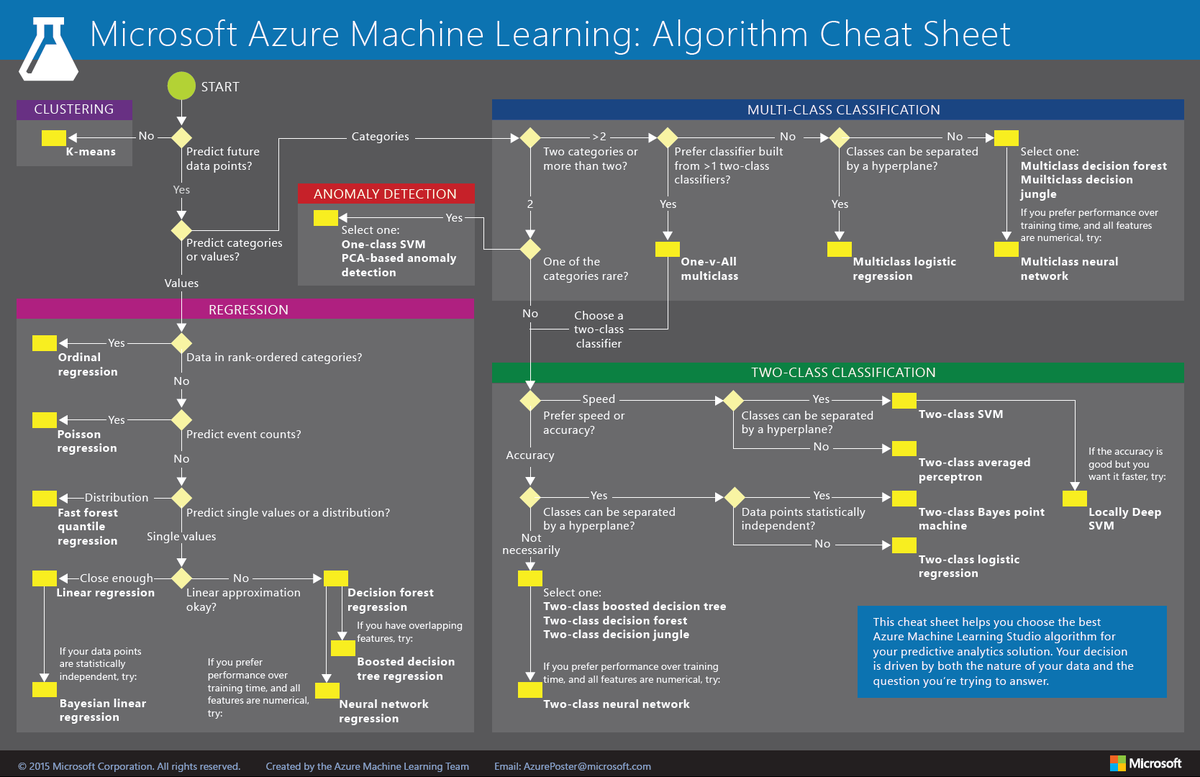 Microsoft Azure Machine Learning: Algorithm Cheat Sheet
START
CLUSTERING
No
K-means
Predict future
data points?
Yes
Predict categories
or values?
Categories
Values
ANOMALY DETECTION
Yes
Select one:
One-class SVM
PCA-based anomaly
detection
MULTI-CLASS CLASSIFICATION
>2
Two categories or
more than two?
2
One of the
categories rare?
No
Prefer classifier built
from >1 two-class
classifiers?
Yes
One-v-All
multiclass
Choose a
two-class
classifier
No
Classes can be separated
by a hyperplane?
Yes
Multiclass logistic
regression
No
Select one:
Multiclass decision forest
Muilticlass decision
jungle
If you prefer performance over
training time, and all features
are numerical, try:
Multiclass neural
network
REGRESSION
Yes
Ordinal
regression
Data in rank-ordered categories?
No
Yes
Poisson
regression
Predict event counts?
No
Distribution
Fast forest
quantile
regression
Predict single values or a distribution?
Single values
Close enough
Linear regression
Linear approximation
okay?
No
Decision forest
regression
If you have overlapping
features, try:
Boosted decision
tree regression
If your data points
are statistically
independent, try:
Bayesian linear
regression
If you prefer
performance over
training time, and all
features are numerical,
try:
Neural network
regression
TWO-CLASS CLASSIFICATION
Speed
Prefer speed or
accuracy?
Accuracy
Classes can be separated
by a hyperplane?
Yes
Two-class SVM
No
Two-class averaged
perceptron
If the accuracy is
good but you
want it faster, try:
Locally Deep
SVM
Yes
Classes can be separated
by a hyperplane?
Not
necessarily
Data points statistically
independent?
Yes
Two-class Bayes point
machine
No
Two-class logistic
regression
Select one:
Two-class boosted decision tree
Two-class decision forest
Two-class decision jungle
If you prefer performance over training
time, and all features are numerical, try:
Two-class neural network
This cheat sheet helps you choose the best
Azure Machine Learning Studio algorithm for
your predictive analytics solution. Your decision
is driven by both the nature of your data and the
question you're trying to answer.
© 2015 Microsoft Corporation. All rights reserved.
Created by the Azure Machine Learning Team
Email: AzurePoster@microsoft.com
Microsoft